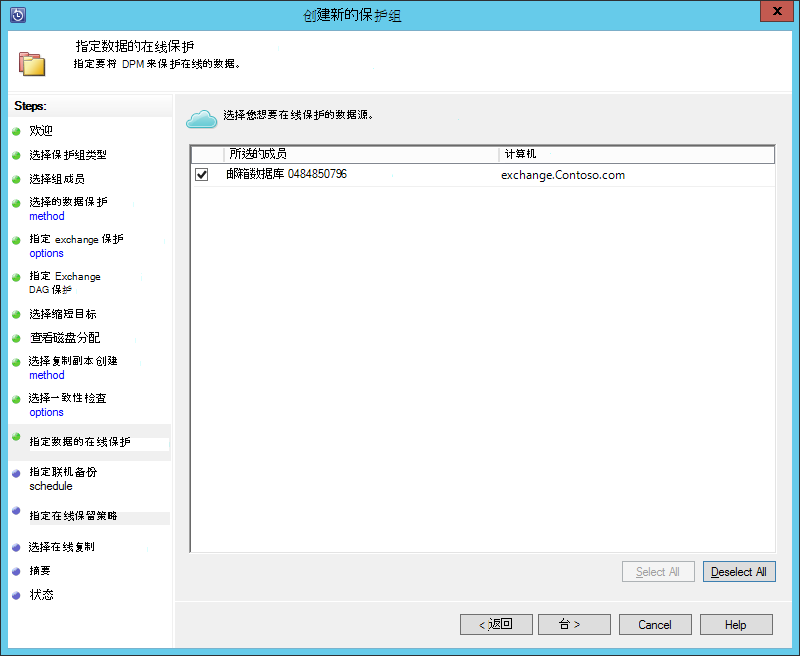 创建新的保护组
指定数据的在线保护
指定要将 DPM 来保护在线的数据。
Steps:
欢迎
选择保护组类型
选择组成员
选择的数据保护
method
指定 exchange 保护
options
指定 Exchange
DAG 保护
选择缩短目标
查看磁盘分配
选择复制副本 创建
method
选择一致性检查
options
指定数据的在线保护
指定联机备份
schedule
指定在线保留策略
选择在线复制
摘要
状态
选择您想要在线保护的数据源。
所选的成员 计算机
邮箱数据库 0484850796 exchange.Contoso.com
Select All Deselect All
< 返回 台 > Cancel Help